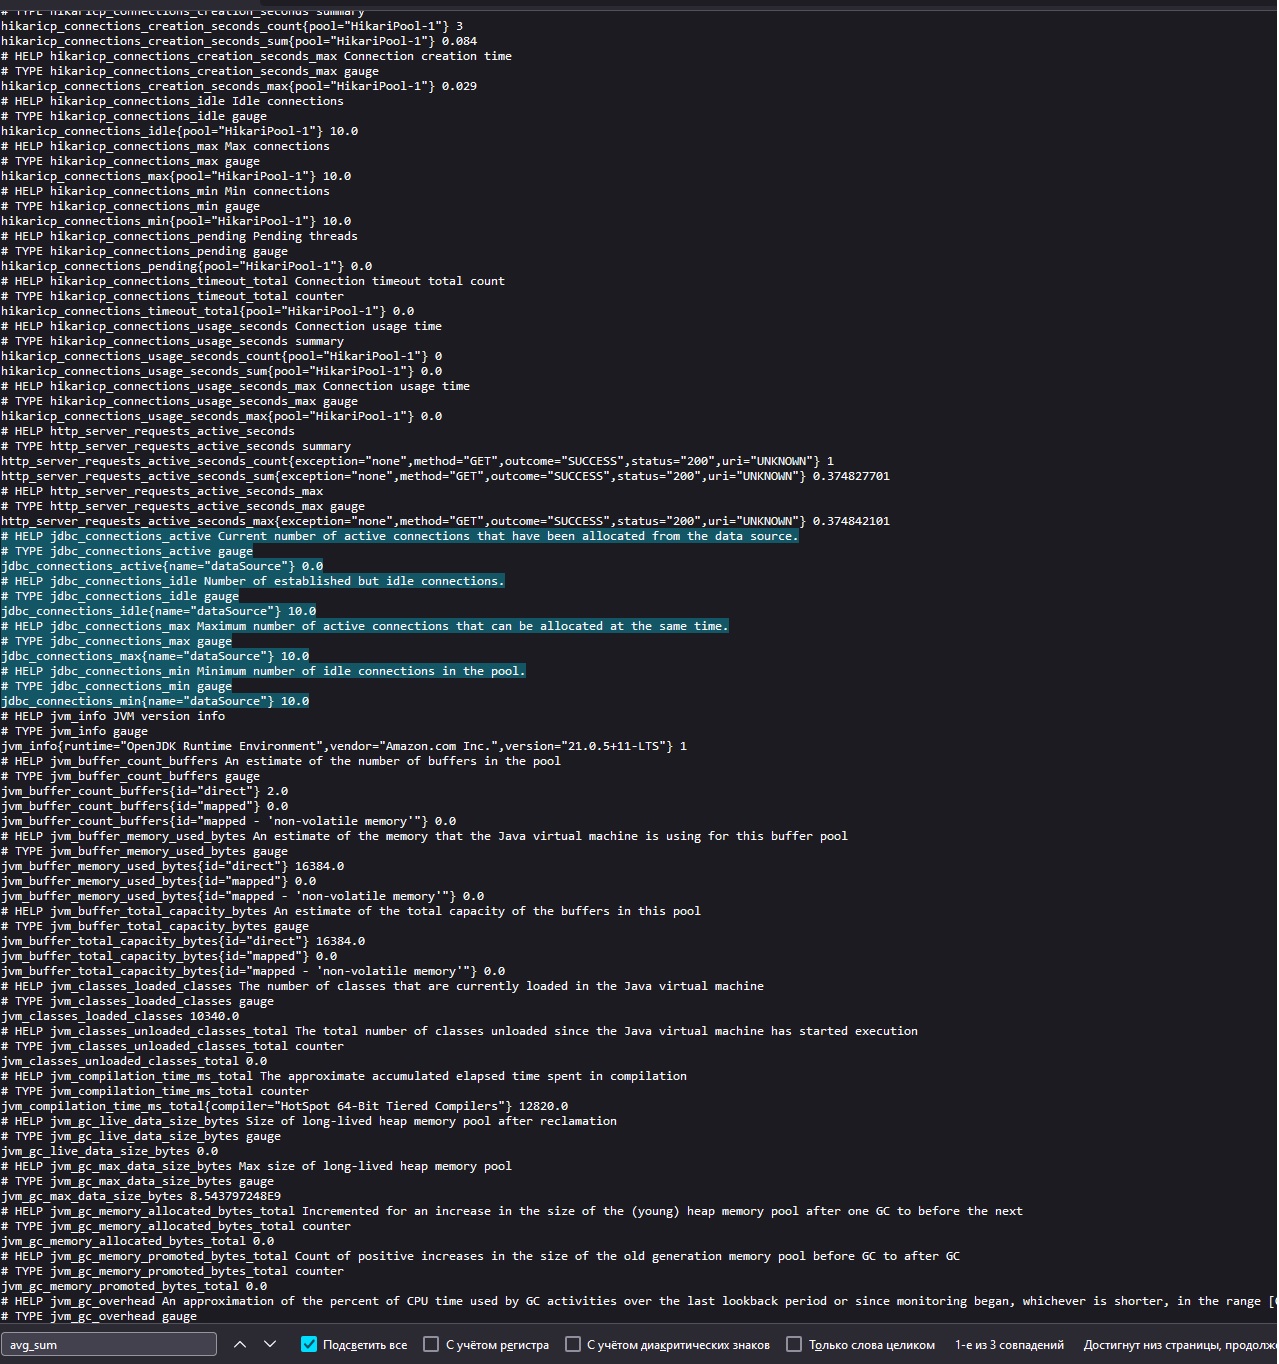 # TYPE hikaricp_connections_creation_seconds summary
hikaricp_connections_creation_seconds_count{pool="HikariPool-1"} 3
hikaricp_connections_creation_seconds_sum{pool="HikariPool-1"} 0.084
# HELP hikaricp_connections_creation_seconds_max Connection creation time
# TYPE hikaricp_connections_creation_seconds_max gauge
hikaricp_connections_creation_seconds_max{pool="HikariPool-1"} 0.029
# HELP hikaricp_connections_idle Idle connections
# TYPE hikaricp_connections_idle gauge
hikaricp_connections_idle{pool="HikariPool-1"} 10.0
# HELP hikaricp_connections_max Max connections
# TYPE hikaricp_connections_max gauge
hikaricp_connections_max{pool="HikariPool-1"} 10.0
# HELP hikaricp_connections_min Min connections
# TYPE hikaricp_connections_min gauge
hikaricp_connections_min{pool="HikariPool-1"} 10.0
# HELP hikaricp_connections_pending Pending threads
# TYPE hikaricp_connections_pending gauge
hikaricp_connections_pending{pool="HikariPool-1"} 0.0
# HELP hikaricp_connections_timeout_total Connection timeout total count
# TYPE hikaricp_connections_timeout_total counter
hikaricp_connections_timeout_total{pool="HikariPool-1"} 0.0
# HELP hikaricp_connections_usage_seconds Connection usage time
# TYPE hikaricp_connections_usage_seconds summary
hikaricp_connections_usage_seconds_count{pool="HikariPool-1"} 0
hikaricp_connections_usage_seconds_sum{pool="HikariPool-1"} 0.0
# HELP hikaricp_connections_usage_seconds_max Connection usage time
# TYPE hikaricp_connections_usage_seconds_max gauge
hikaricp_connections_usage_seconds_max{pool="HikariPool-1"} 0.0
# HELP http_server_requests_active_seconds
# TYPE http_server_requests_active_seconds summary
http_server_requests_active_seconds_count{exception="none",method="GET",outcome="SUCCESS",status="200",uri="UNKNOWN"} 1
http_server_requests_active_seconds_sum{exception="none",method="GET",outcome="SUCCESS",status="200",uri="UNKNOWN"} 0.374827701
# HELP http_server_requests_active_seconds_max
# TYPE http_server_requests_active_seconds_max gauge
http_server_requests_active_seconds_max{exception="none",method="GET",outcome="SUCCESS",status="200",uri="UNKNOWN"} 0.374842101
# HELP jdbc_connections_active Current number of active connections that have been allocated from the data source.
# TYPE jdbc_connections_active gauge
jdbc_connections_active{name="dataSource"} 0.0
# HELP jdbc_connections_idle Number of established but idle connections.
# TYPE jdbc_connections_idle gauge
jdbc_connections_idle{name="dataSource"} 10.0
# HELP jdbc_connections_max Maximum number of active connections that can be allocated at the same time.
# TYPE jdbc_connections_max gauge
jdbc_connections_max{name="dataSource"} 10.0
# HELP jdbc_connections_min Minimum number of idle connections in the pool.
# TYPE jdbc_connections_min gauge
jdbc_connections_min{name="dataSource"} 10.0
# HELP jvm_info JVM version info
# TYPE jvm_info gauge
jvm_info{runtime="OpenJDK Runtime Environment",vendor="Amazon.com Inc.",version="21.0.5+11-LTS"} 1
# HELP jvm_buffer_count_buffers An estimate of the number of buffers in the pool
# TYPE jvm_buffer_count_buffers gauge
jvm_buffer_count_buffers{id="direct"} 2.0
jvm_buffer_count_buffers{id="mapped"} 0.0
jvm_buffer_count_buffers{id="mapped - 'non-volatile memory'"} 0.0
# HELP jvm_buffer_memory_used_bytes An estimate of the memory that the Java virtual machine is using for this buffer pool
# TYPE jvm_buffer_memory_used_bytes gauge
jvm_buffer_memory_used_bytes{id="direct"} 16384.0
jvm_buffer_memory_used_bytes{id="mapped"} 0.0
jvm_buffer_memory_used_bytes{id="mapped - 'non-volatile memory'"} 0.0
# HELP jvm_buffer_total_capacity_bytes An estimate of the total capacity of the buffers in this pool
# TYPE jvm_buffer_total_capacity_bytes gauge
jvm_buffer_total_capacity_bytes{id="direct"} 16384.0
jvm_buffer_total_capacity_bytes{id="mapped"} 0.0
jvm_buffer_total_capacity_bytes{id="mapped - 'non-volatile memory'"} 0.0
# HELP jvm_classes_loaded_classes The number of classes that are currently loaded in the Java virtual machine
# TYPE jvm_classes_loaded_classes gauge
jvm_classes_loaded_classes 10340.0
# HELP jvm_classes_unloaded_classes_total The total number of classes unloaded since the Java virtual machine has started execution
# TYPE jvm_classes_unloaded_classes_total counter
jvm_classes_unloaded_classes_total 0.0
# HELP jvm_compilation_time_ms_total The approximate accumulated elapsed time spent in compilation
# TYPE jvm_compilation_time_ms_total counter
jvm_compilation_time_ms_total{compiler="HotSpot 64-Bit Tiered Compilers"} 12820.0
# HELP jvm_gc_live_data_size_bytes Size of long-lived heap memory pool after reclamation
# TYPE jvm_gc_live_data_size_bytes gauge
jvm_gc_live_data_size_bytes 0.0
# HELP jvm_gc_max_data_size_bytes Max size of long-lived heap memory pool
# TYPE jvm_gc_max_data_size_bytes gauge
jvm_gc_max_data_size_bytes 8.543797248E9
# HELP jvm_gc_memory_allocated_bytes_total Incremented for an increase in the size of the (young) heap memory pool after one GC to before the next
# TYPE jvm_gc_memory_allocated_bytes_total counter
jvm_gc_memory_allocated_bytes_total 0.0
# HELP jvm_gc_memory_promoted_bytes_total Count of positive increases in the size of the old generation memory pool before GC to after GC
# TYPE jvm_gc_memory_promoted_bytes_total counter
jvm_gc_memory_promoted_bytes_total 0.0
# HELP jvm_gc_overhead An approximation of the percent of CPU time used by GC activities over the last lookback period or since monitoring began, whichever is shorter, in the range [
# TYPE jvm_gc_overhead gauge
avg_sum Подсветить все С учётом регистра С учётом диакритических знаков Только слова целиком 1-е из 3 совпадений Достигнут низ страницы, продолж